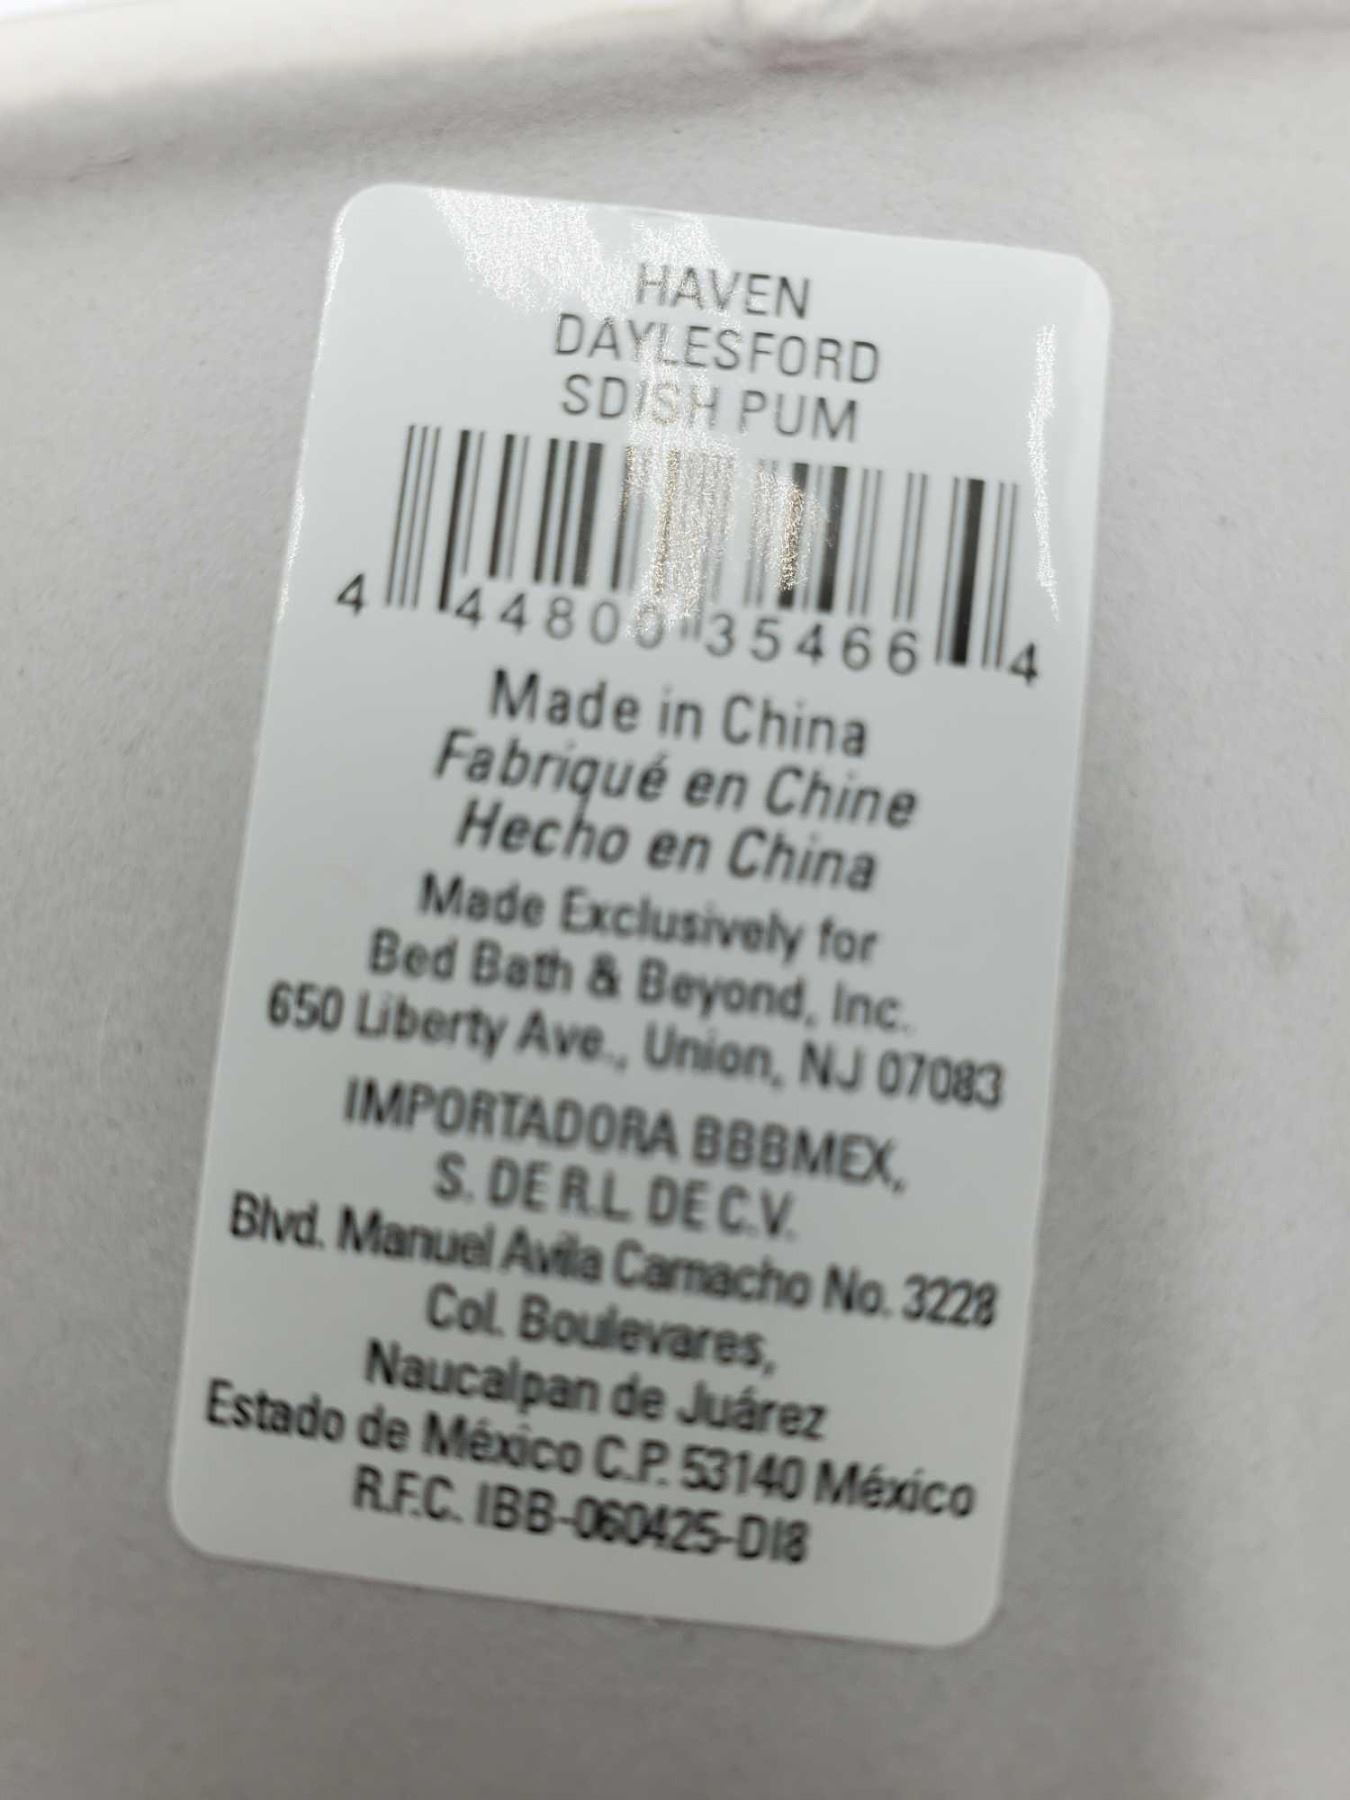 HAVEN
DAYLESFORD
SDISH PUM
4 44800 35466 4
Made in China
Fabriqué en Chine
Hecho en China
Made Exclusively for
Bed Bath & Beyond, Inc.
650 Liberty Ave., Union, NJ 07083
IMPORTADORA BBBMEX,
S. DE R.L. DE C.V.
Blvd. Manuel Avila Camacho No. 3228
Col. Boulevares,
Naucalpan de Juárez
Estado de México C.P. 53140 México
R.F.C. IBB-060425-DI8